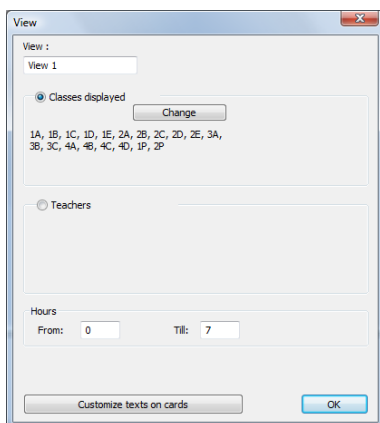 View
View :
View 1
Classes displayed
Change
1A, 1B, 1C, 1D, 1E, 2A, 2B, 2C, 2D, 2E, 3A,
3B, 3C, 4A, 4B, 4C, 4D, 1P, 2P
Teachers
Hours
From: 0 Till: 7
Customize texts on cards OK